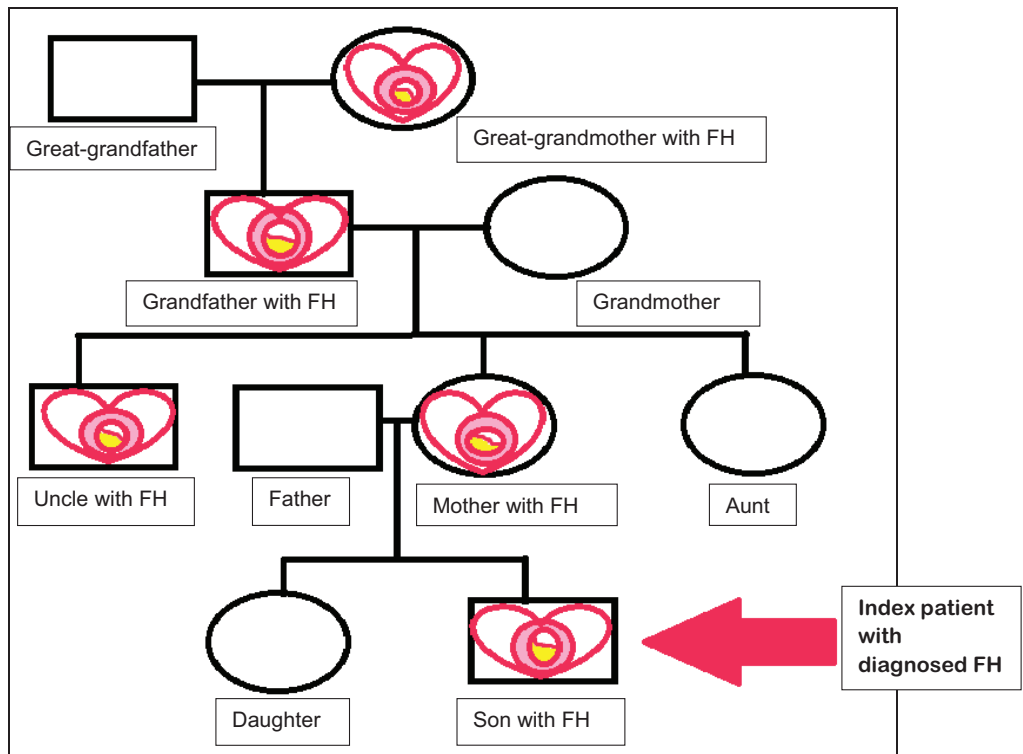 Great-grandfather
Great-grandmother with FH
Grandfather with FH
Grandmother
Uncle with FH
Father
Mother with FH
Aunt
Index patient
with
diagnosed FH
Daughter
Son with FH